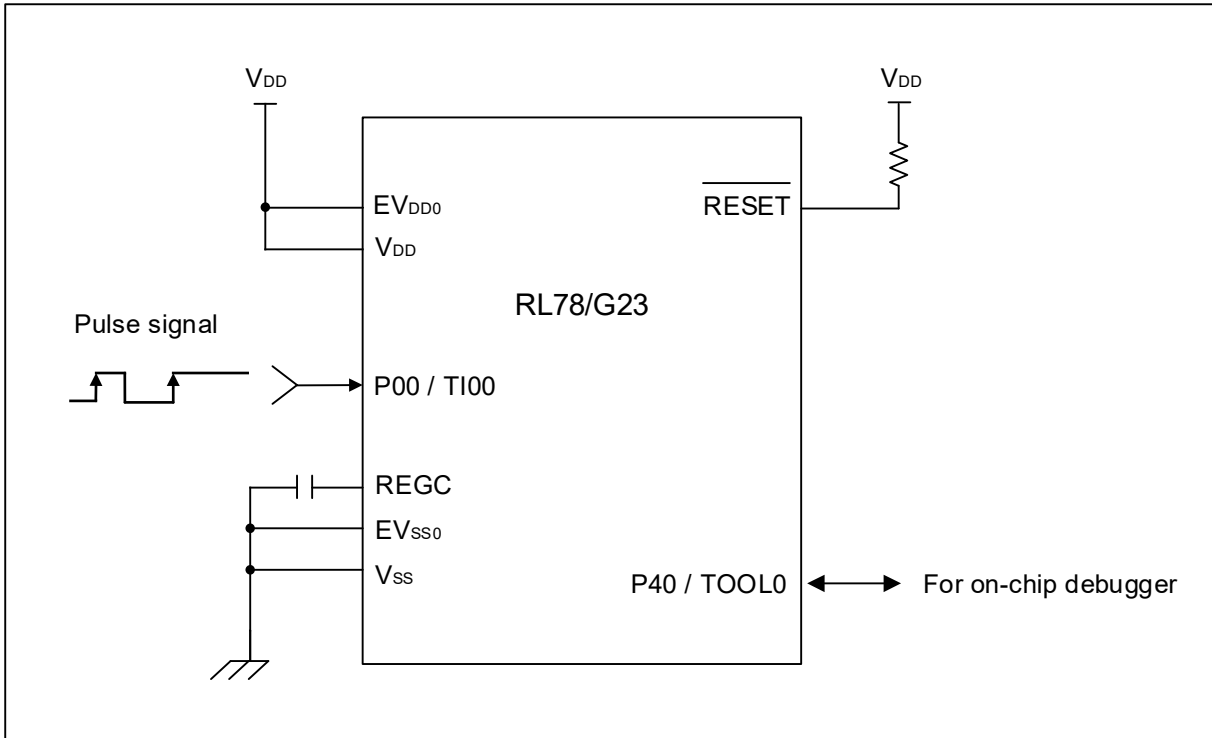 VDD
VDD
EVDD0
RESET
VDD
RL78/G23
Pulse signal
P00 / TI00
REGC
EVSS0
VSS
P40 / TOOL0
For on-chip debugger